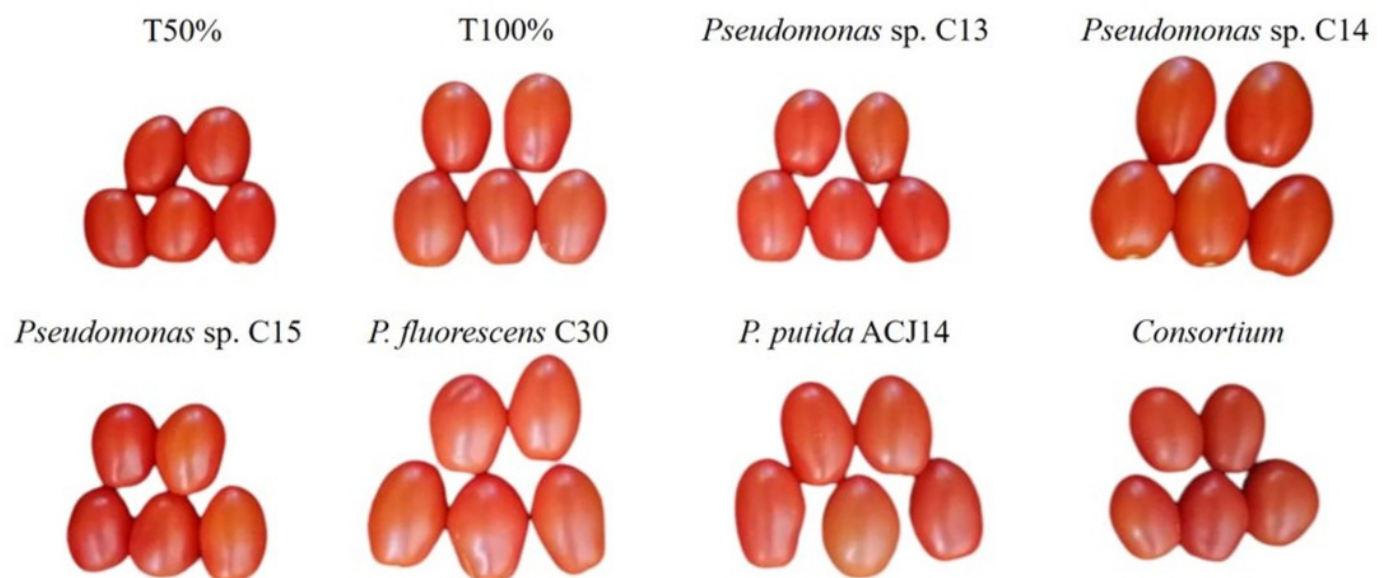 T50%
T100%
Pseudomonas sp. C13
Pseudomonas sp. C14
Pseudomonas sp. C15
P. fluorescens C30
P. putida ACJ14
Consortium